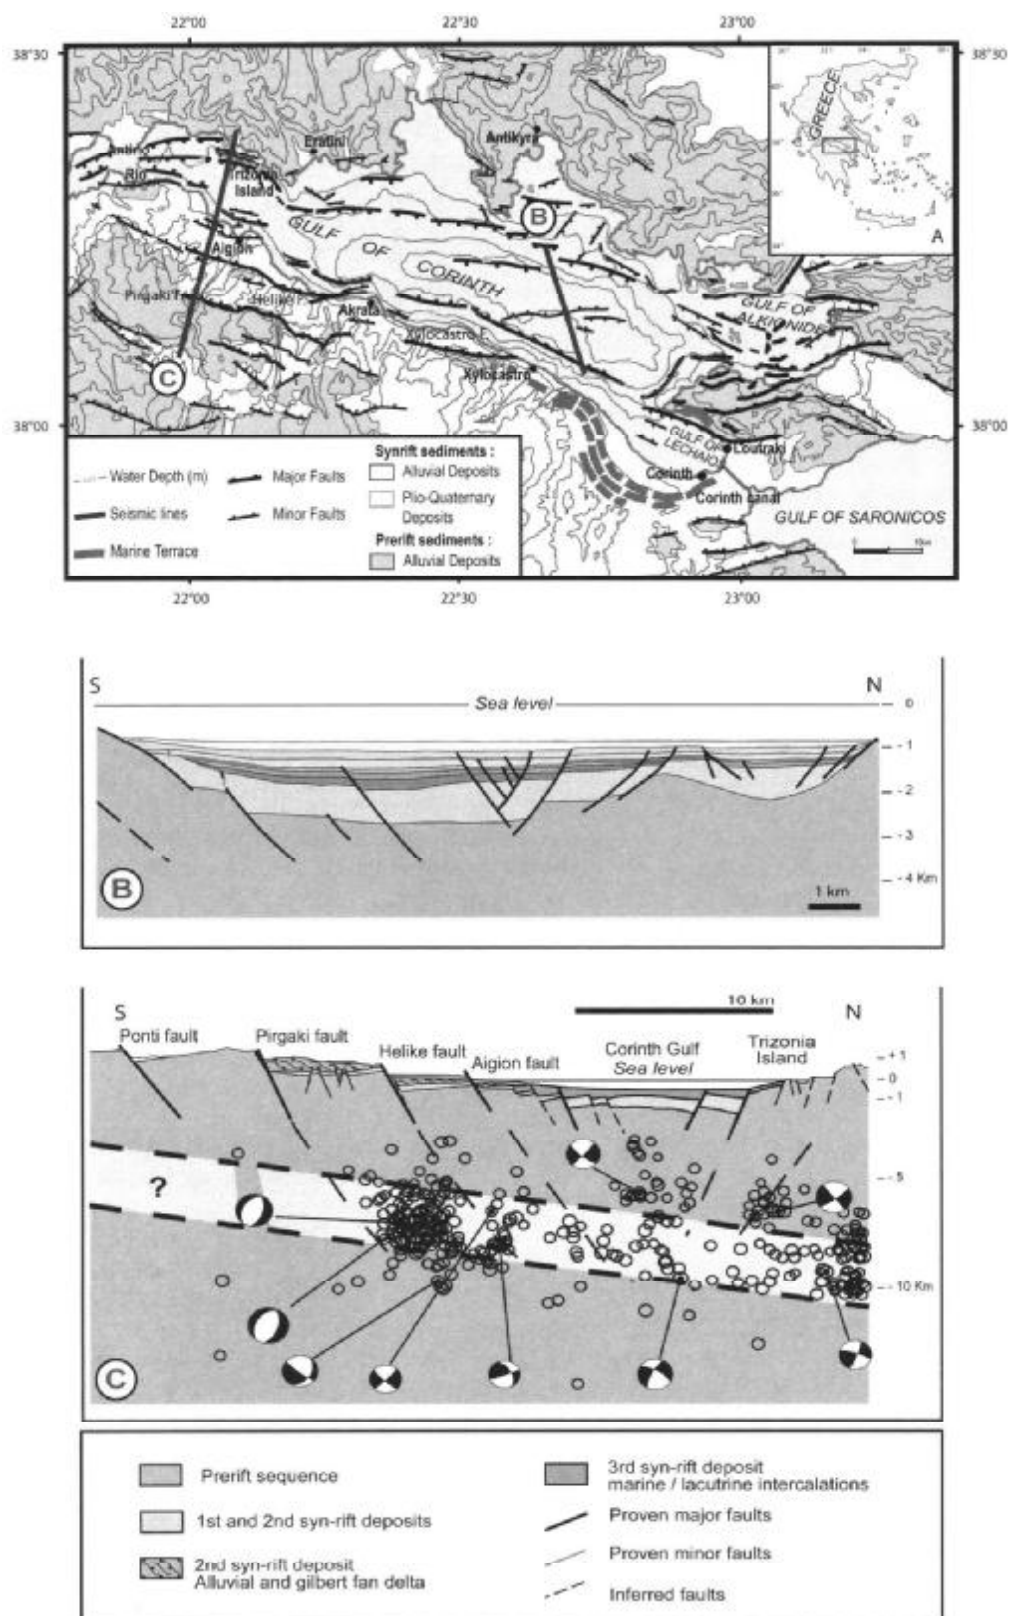 22°00
22°30
23°00
38°30
38°30
GREECE
A
Antikyra
Eratini
Rio
Trizonia
Island
B
GULF
OF
CORINTH
Aigion
Pirgaki F.
Helike F.
Akrata
Xylocastro F.
Xylocastro
C
GULF OF
ALKIONIDE
38°00
38°00
GULF OF
LECHAIO
Loutraki
Corinth
Corinth canal
GULF OF SARONICOS
10km
Water Depth (m)
Seismic lines
Marine Terrace
Major Faults
Minor Faults
Synrift sediments :
Alluvial Deposits
Plio-Quaternary
Deposits
Prerift sediments :
Alluvial Deposits
22°00
22°30
23°00
S
N
Sea level
0
- 1
- 2
- 3
- 4 Km
1 km
B
10 km
S
N
Ponti fault
Pirgaki fault
Helike fault
Aigion fault
Corinth Gulf
Sea level
Trizonia
Island
+ 1
0
- 1
- 5
- 10 Km
?
C
Prerift sequence
1st and 2nd syn-rift deposits
2nd syn-rift deposit
Alluvial and gilbert fan delta
3rd syn-rift deposit
marine / lacutrine intercalations
Proven major faults
Proven minor faults
Inferred faults